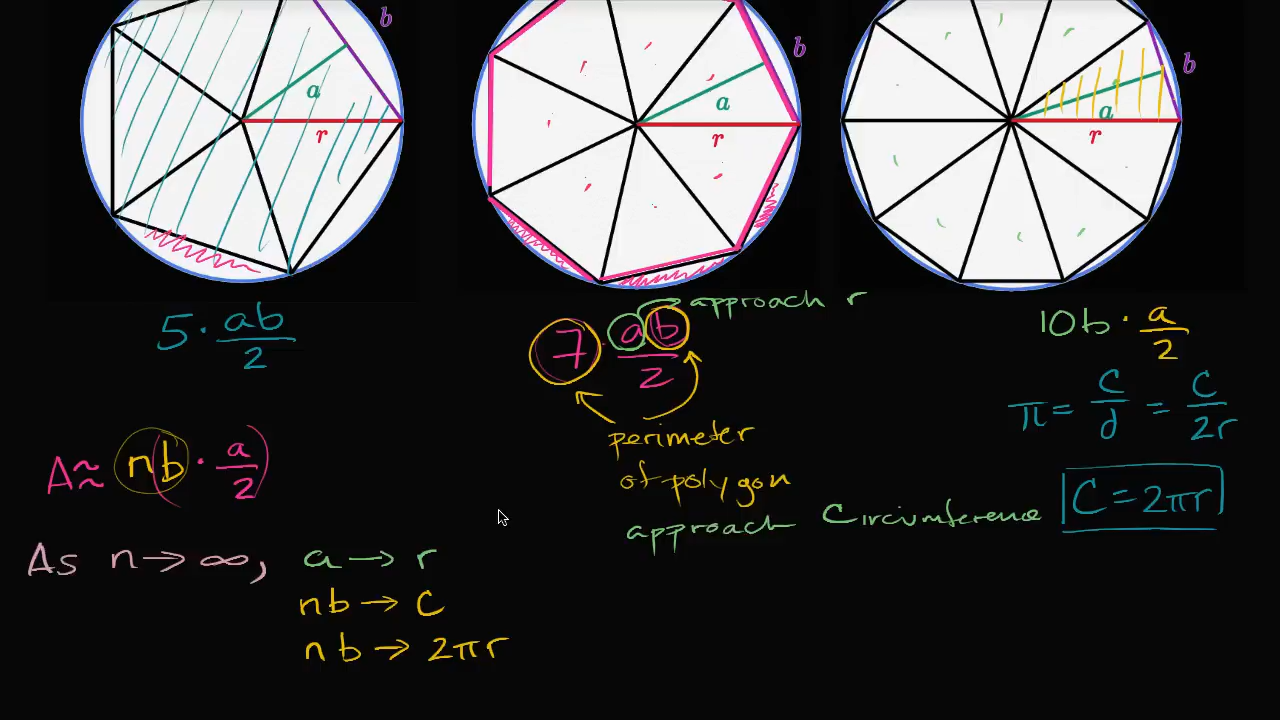 b
a
r
b
a
r
b
a
r
approach r
5 · ab/2
7 · ab/2
10b · a/2
π = C/d = C/2r
perimeter
of polygon
approach Circumference
C = 2πr
A ≈ nb · a/2
As n → ∞, a → r
nb → C
nb → 2πr